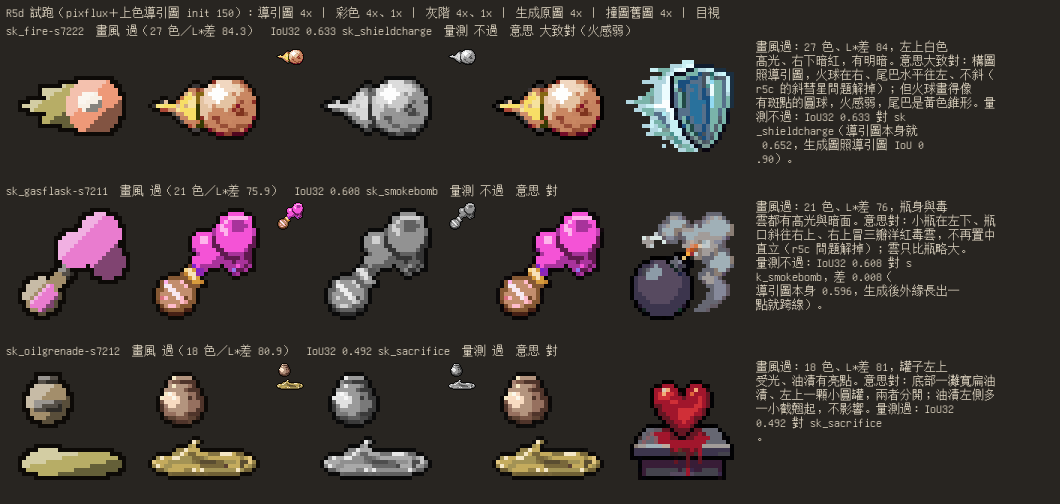 R5d 試跑（pixflux＋上色導引圖 init 150）：導引圖 4x ｜ 彩色 4x、1x ｜ 灰階 4x、1x ｜ 生成原圖 4x ｜ 撞圖舊圖 4x ｜ 目視
sk_fire-s7222　畫風 過（27 色／L*差 84.3）　IoU32 0.633 sk_shieldcharge　量測 不過　意思 大致對（火感弱）
畫風過：27 色、L*差 84，左上白色
高光、右下暗紅，有明暗。意思大致對：構圖
照導引圖，火球在右、尾巴水平往左、不斜（
r5c 的斜彗星問題解掉）；但火球畫得像
有斑點的圓球，火感弱，尾巴是黃色錐形。量
測不過：IoU32 0.633 對 sk
_shieldcharge（導引圖本身就
0.652，生成圖照導引圖 IoU 0
.90）。
sk_gasflask-s7211　畫風 過（21 色／L*差 75.9）　IoU32 0.608 sk_smokebomb　量測 不過　意思 對
畫風過：21 色、L*差 76，瓶身與毒
雲都有高光與暗面。意思對：小瓶在左下、瓶
口斜往右上、右上冒三瓣洋紅毒雲，不再置中
直立（r5c 問題解掉）；雲只比瓶略大。
量測不過：IoU32 0.608 對 s
k_smokebomb，差 0.008（
導引圖本身 0.596，生成後外緣長出一
點就跨線）。
sk_oilgrenade-s7212　畫風 過（18 色／L*差 80.9）　IoU32 0.492 sk_sacrifice　量測 過　意思 對
畫風過：18 色、L*差 81，罐子左上
受光、油漬有亮點。意思對：底部一灘寬扁油
漬、左上一顆小圓罐，兩者分開；油漬左側多
一小截翹起，不影響。量測過：IoU32
0.492 對 sk_sacrifice
。